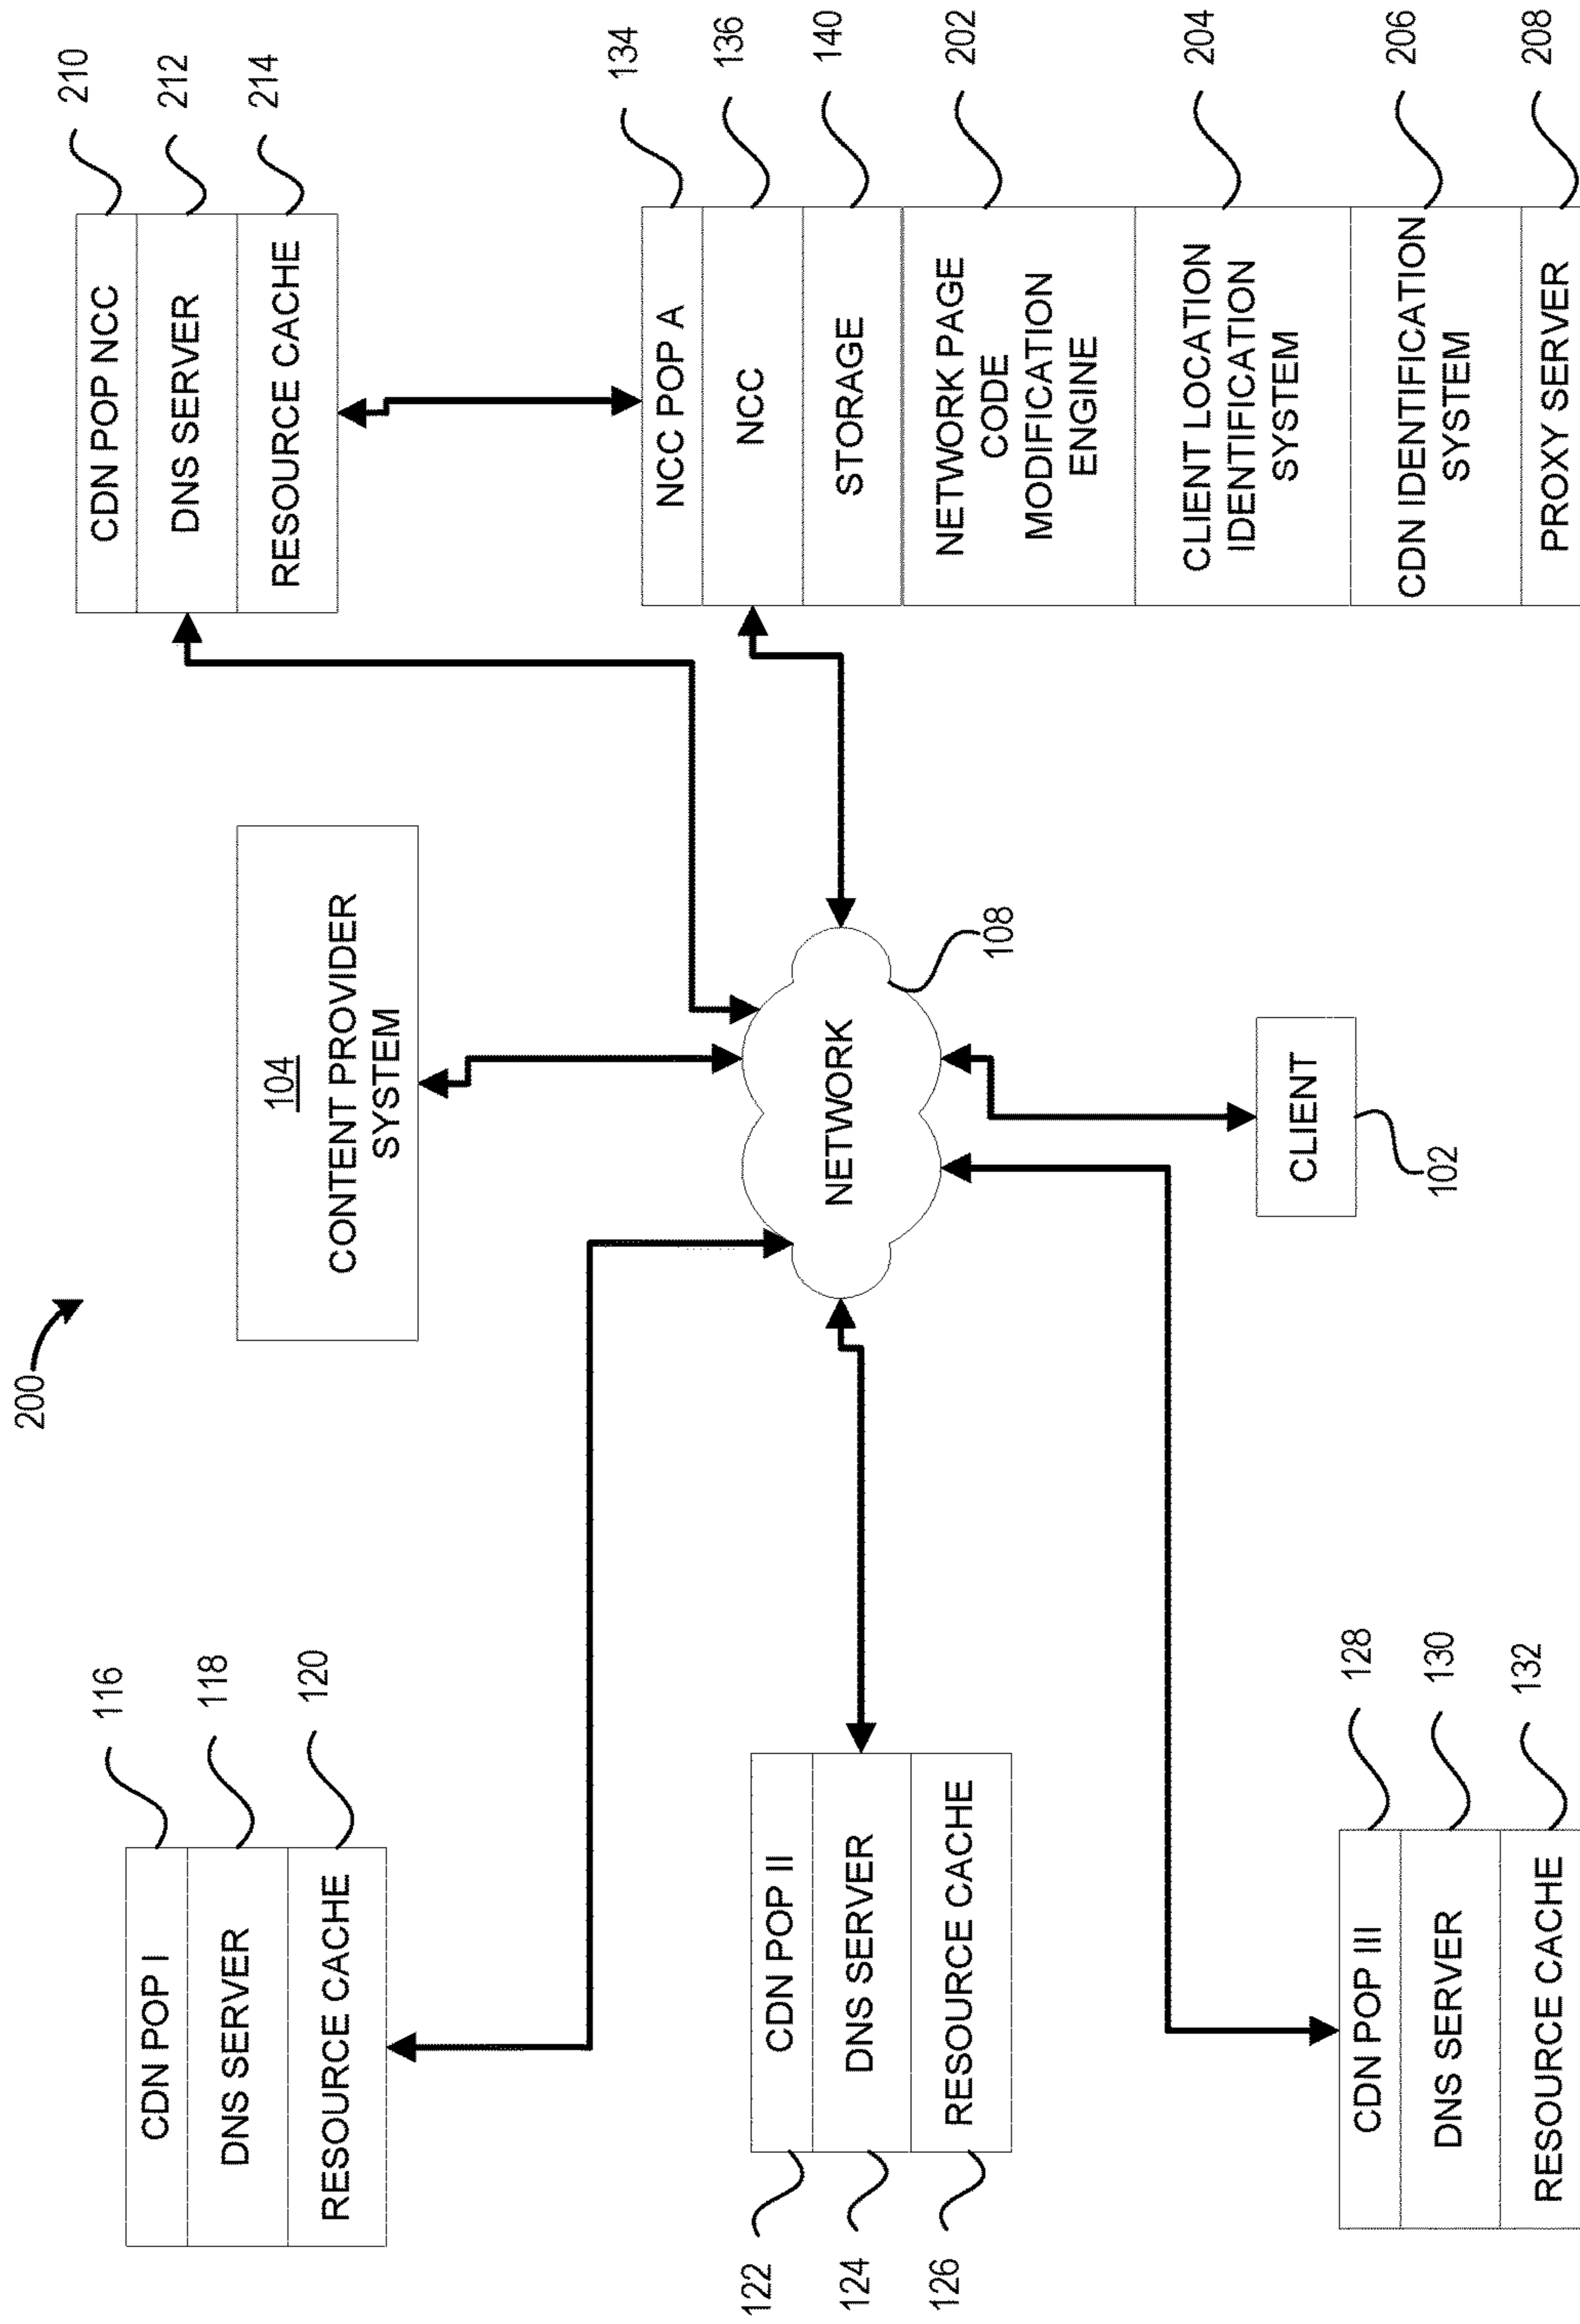 200
116
118
120
CDN POP I
DNS SERVER
RESOURCE CACHE
104
CONTENT PROVIDER
SYSTEM
210
212
214
CDN POP NCC
DNS SERVER
RESOURCE CACHE
122
124
126
CDN POP II
DNS SERVER
RESOURCE CACHE
NETWORK
108
134
136
140
202
204
206
208
NCC POP A
NCC
STORAGE
NETWORK PAGE
CODE
MODIFICATION
ENGINE
CLIENT LOCATION
IDENTIFICATION
SYSTEM
CDN IDENTIFICATION
SYSTEM
PROXY SERVER
128
130
132
CDN POP III
DNS SERVER
RESOURCE CACHE
CLIENT
102